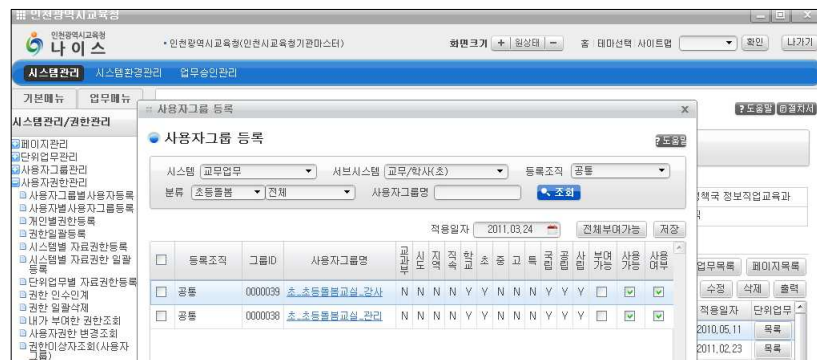 인천광역시교육청
인천광역시교육청
나이스
• 인천광역시교육청(인천시교육청기관마스터)
화면크기 + 원상태 -
홈 테마선택 사이트맵
확인 나가기
시스템관리 시스템환경관리 업무승인관리
기본메뉴 업무메뉴
시스템관리/권한관리
페이지관리
단위업무관리
사용자그룹관리
사용자권한관리
사용자그룹별사용자등록
사용자별사용자그룹등록
개인별권한등록
권한일괄등록
시스템별 자료권한등록
시스템별 자료권한 일괄등록
단위업무별 자료권한등록
권한 인수인계
권한 일괄삭제
내가 부여한 권한조회
사용자권한 변경조회
권한이상자조회(사용자그룹)
사용자그룹 등록 x
사용자그룹 등록
?도움말
시스템 교무업무 서브시스템 교무/학사(초) 등록조직 공통
분류 초등돌봄 전체 사용자그룹명 조회
적용일자 2011.03.24 전체부여가능 저장
등록조직 그룹ID 사용자그룹명 교과부 시도 지역 직속 학교 초 중 고 특 국립 공립 사립 부여가능 사용가능 사용여부
공통 0000039 초_초등돌봄교실_강사 N N N N Y Y N N N Y Y Y
공통 0000038 초_초등돌봄교실_관리 N N N N Y Y N N N Y Y Y
?도움말 절차서
책국 정보직업교육과
업무목록 페이지목록
수정 삭제 출력
적용일자 단위업무
2010.05.11 목록
2011.02.23 목록